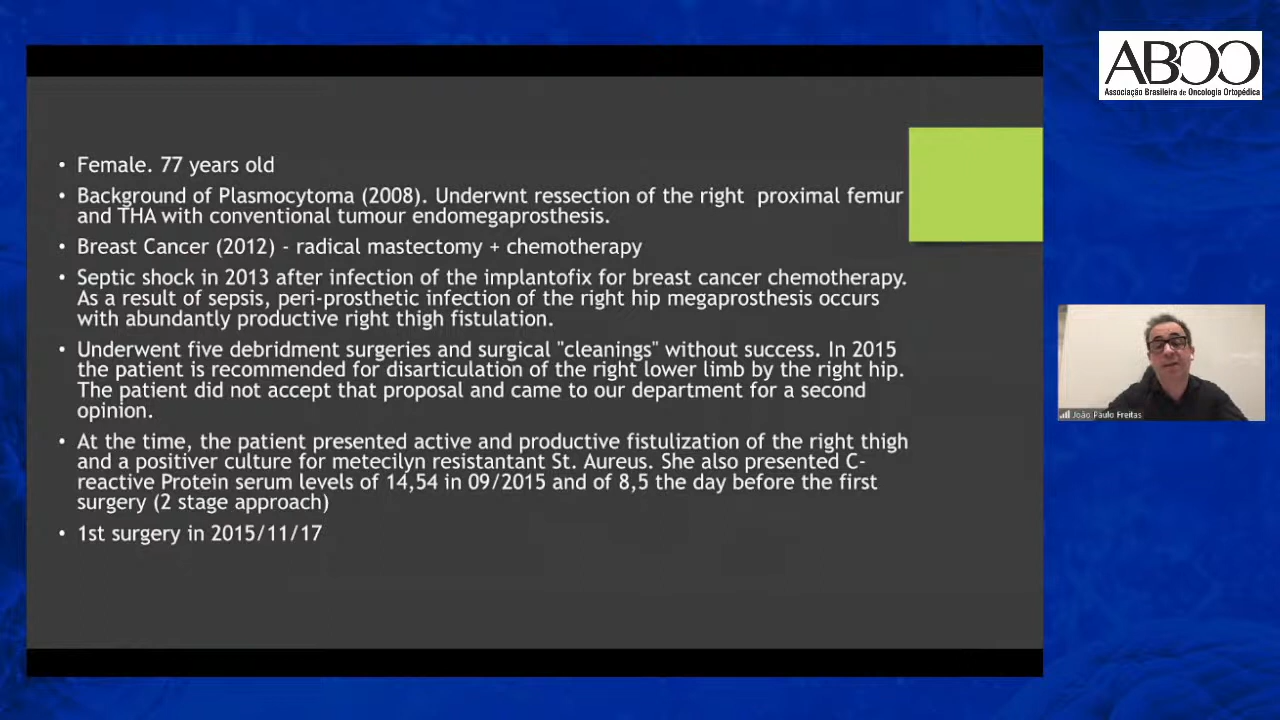 ABOO
Associação Brasileira de Oncologia Ortopédica
• Female. 77 years old
• Background of Plasmocytoma (2008). Underwnt ressection of the right proximal femur
and THA with conventional tumour endomegaprosthesis.
• Breast Cancer (2012) - radical mastectomy + chemotherapy
• Septic shock in 2013 after infection of the implantofix for breast cancer chemotherapy.
As a result of sepsis, peri-prosthetic infection of the right hip megaprosthesis occurs
with abundantly productive right thigh fistulation.
• Underwent five debridment surgeries and surgical "cleanings" without success. In 2015
the patient is recommended for disarticulation of the right lower limb by the right hip.
The patient did not accept that proposal and came to our department for a second
opinion.
• At the time, the patient presented active and productive fistulization of the right thigh
and a positiver culture for metecilyn resistantant St. Aureus. She also presented C-
reactive Protein serum levels of 14,54 in 09/2015 and of 8,5 the day before the first
surgery (2 stage approach)
• 1st surgery in 2015/11/17
João Paulo Freitas